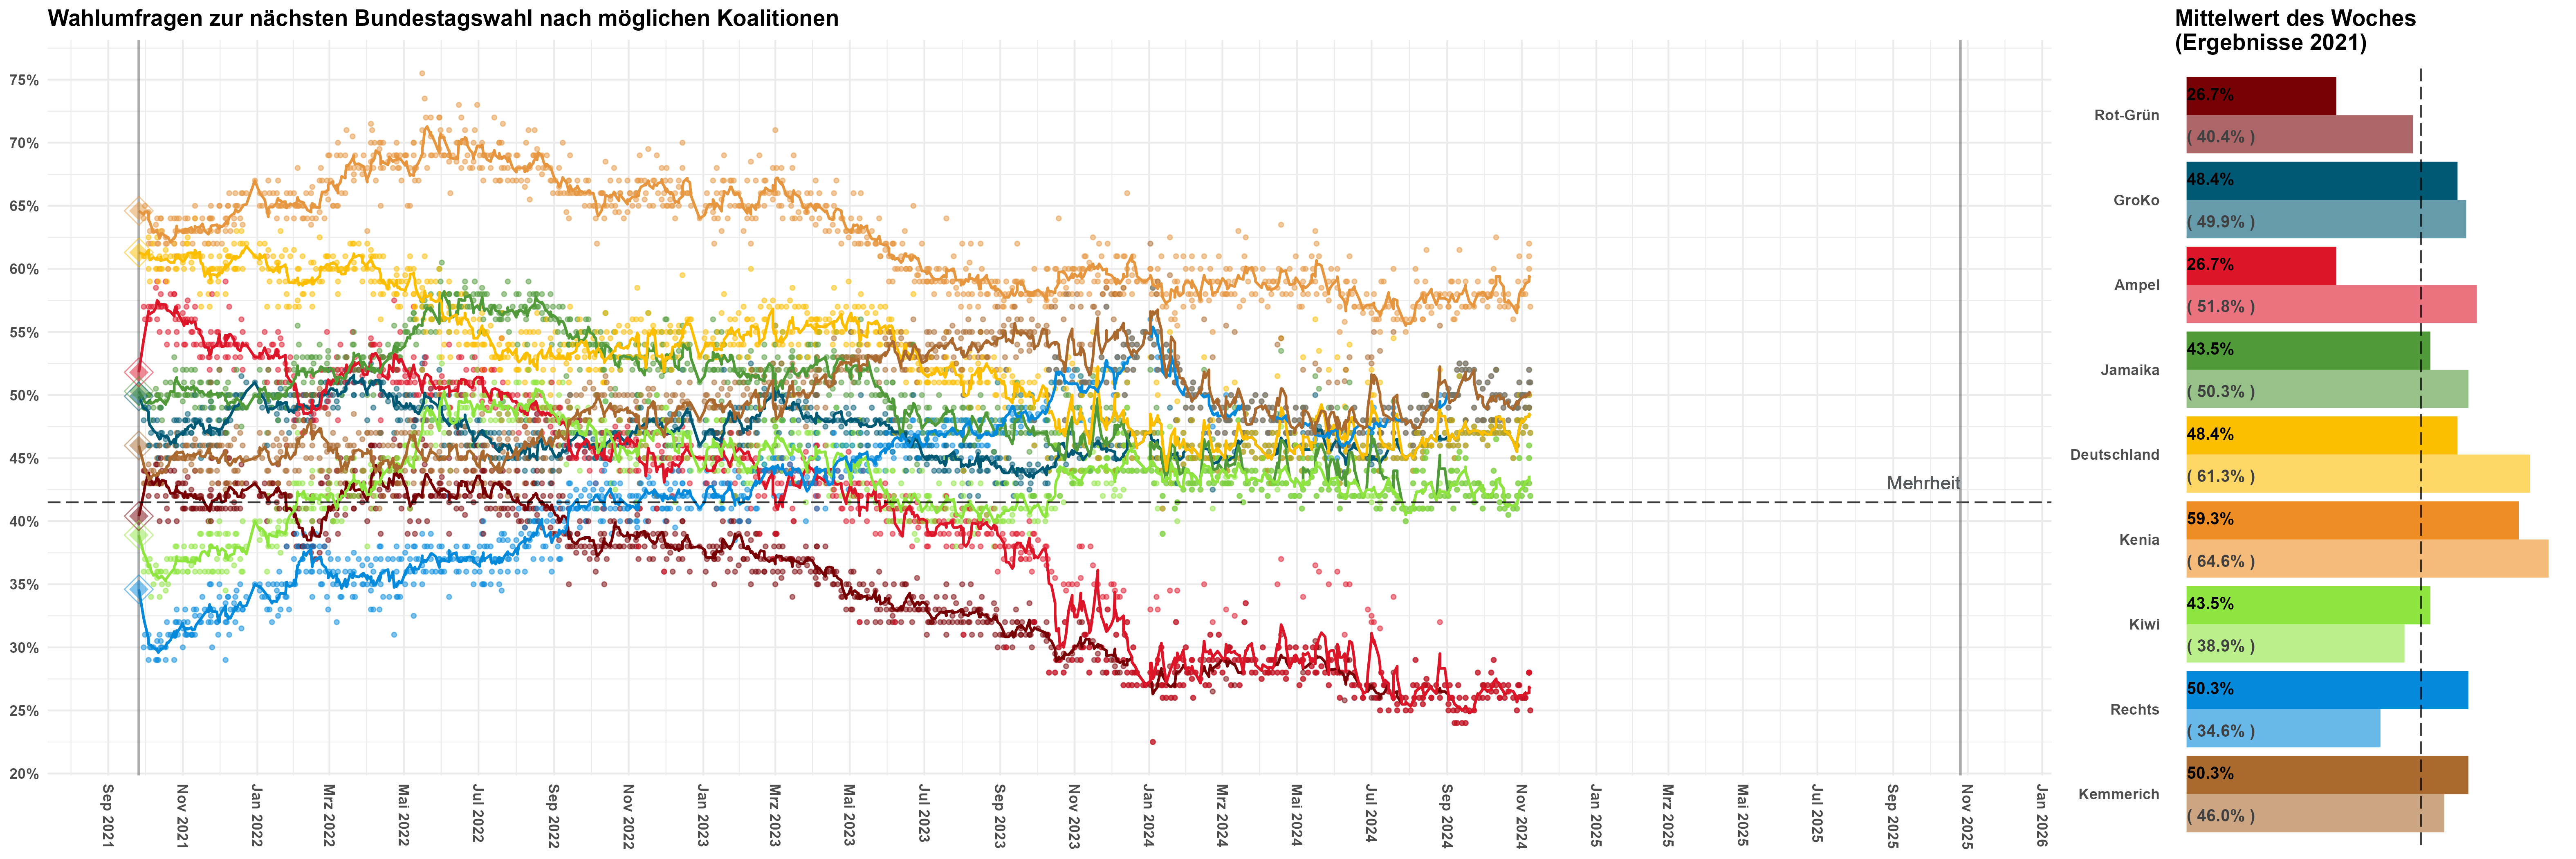 Wahlumfragen zur nächsten Bundestagswahl nach möglichen Koalitionen
75%
70%
65%
60%
55%
50%
45%
40%
35%
30%
25%
20%
Mehrheit
Sep 2021
Nov 2021
Jan 2022
Mrz 2022
Mai 2022
Jul 2022
Sep 2022
Nov 2022
Jan 2023
Mrz 2023
Mai 2023
Jul 2023
Sep 2023
Nov 2023
Jan 2024
Mrz 2024
Mai 2024
Jul 2024
Sep 2024
Nov 2024
Jan 2025
Mrz 2025
Mai 2025
Jul 2025
Sep 2025
Nov 2025
Jan 2026
Mittelwert des Woches
(Ergebnisse 2021)
Rot-Grün
26.7%
( 40.4% )
GroKo
48.4%
( 49.9% )
Ampel
26.7%
( 51.8% )
Jamaika
43.5%
( 50.3% )
Deutschland
48.4%
( 61.3% )
Kenia
59.3%
( 64.6% )
Kiwi
43.5%
( 38.9% )
Rechts
50.3%
( 34.6% )
Kemmerich
50.3%
( 46.0% )